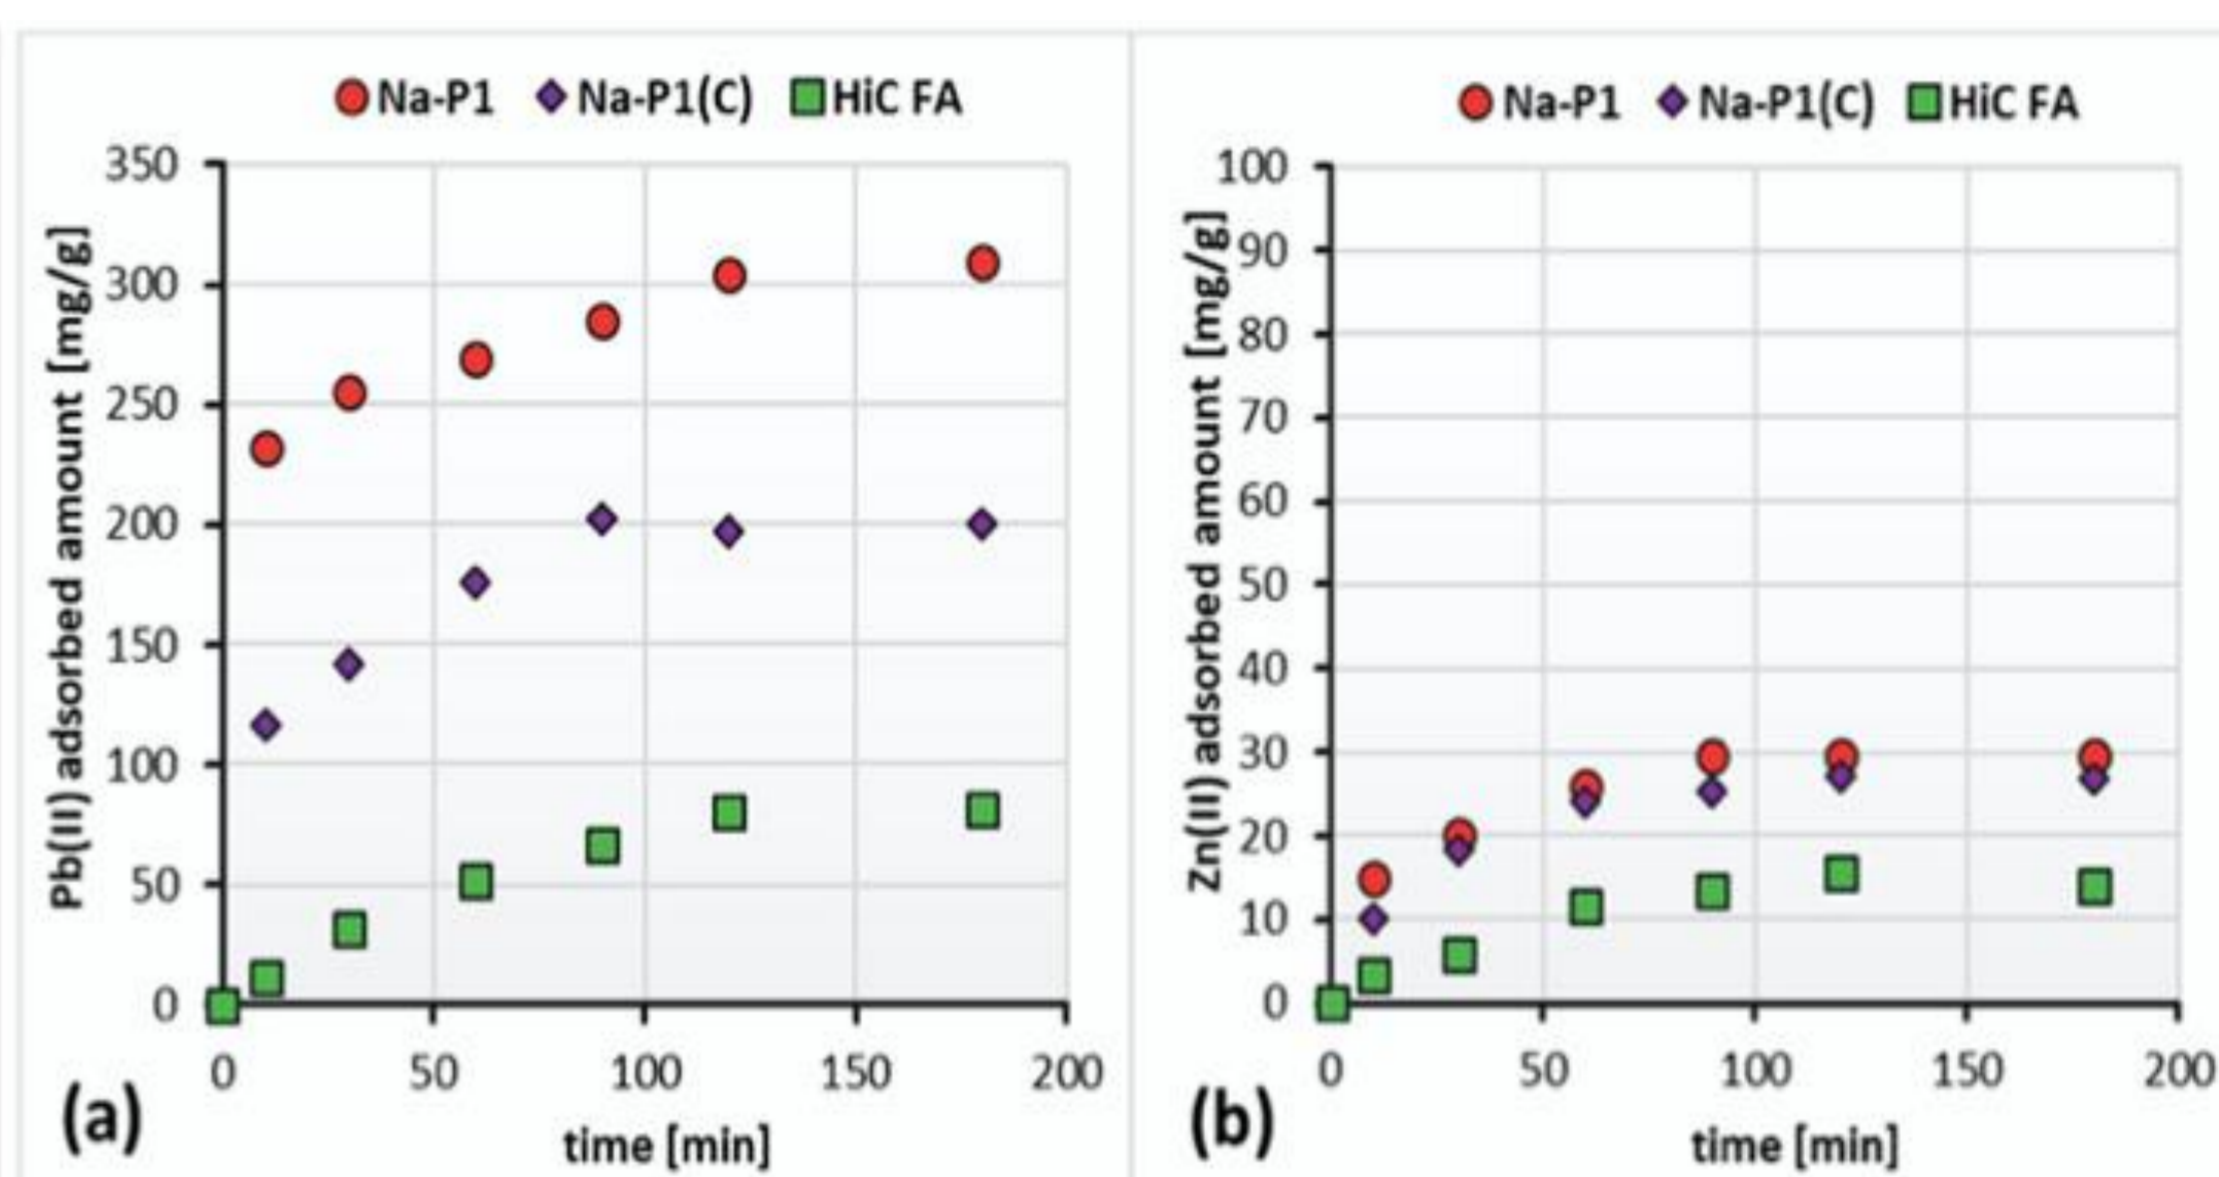 Na-P1 Na-P1(C) HiC FA
350
300
250
200
150
100
50
0
Pb(II) adsorbed amount [mg/g]
0 50 100 150 200
time [min]
(a)
Na-P1 Na-P1(C) HiC FA
100
90
80
70
60
50
40
30
20
10
0
Zn(II) adsorbed amount [mg/g]
0 50 100 150 200
time [min]
(b)